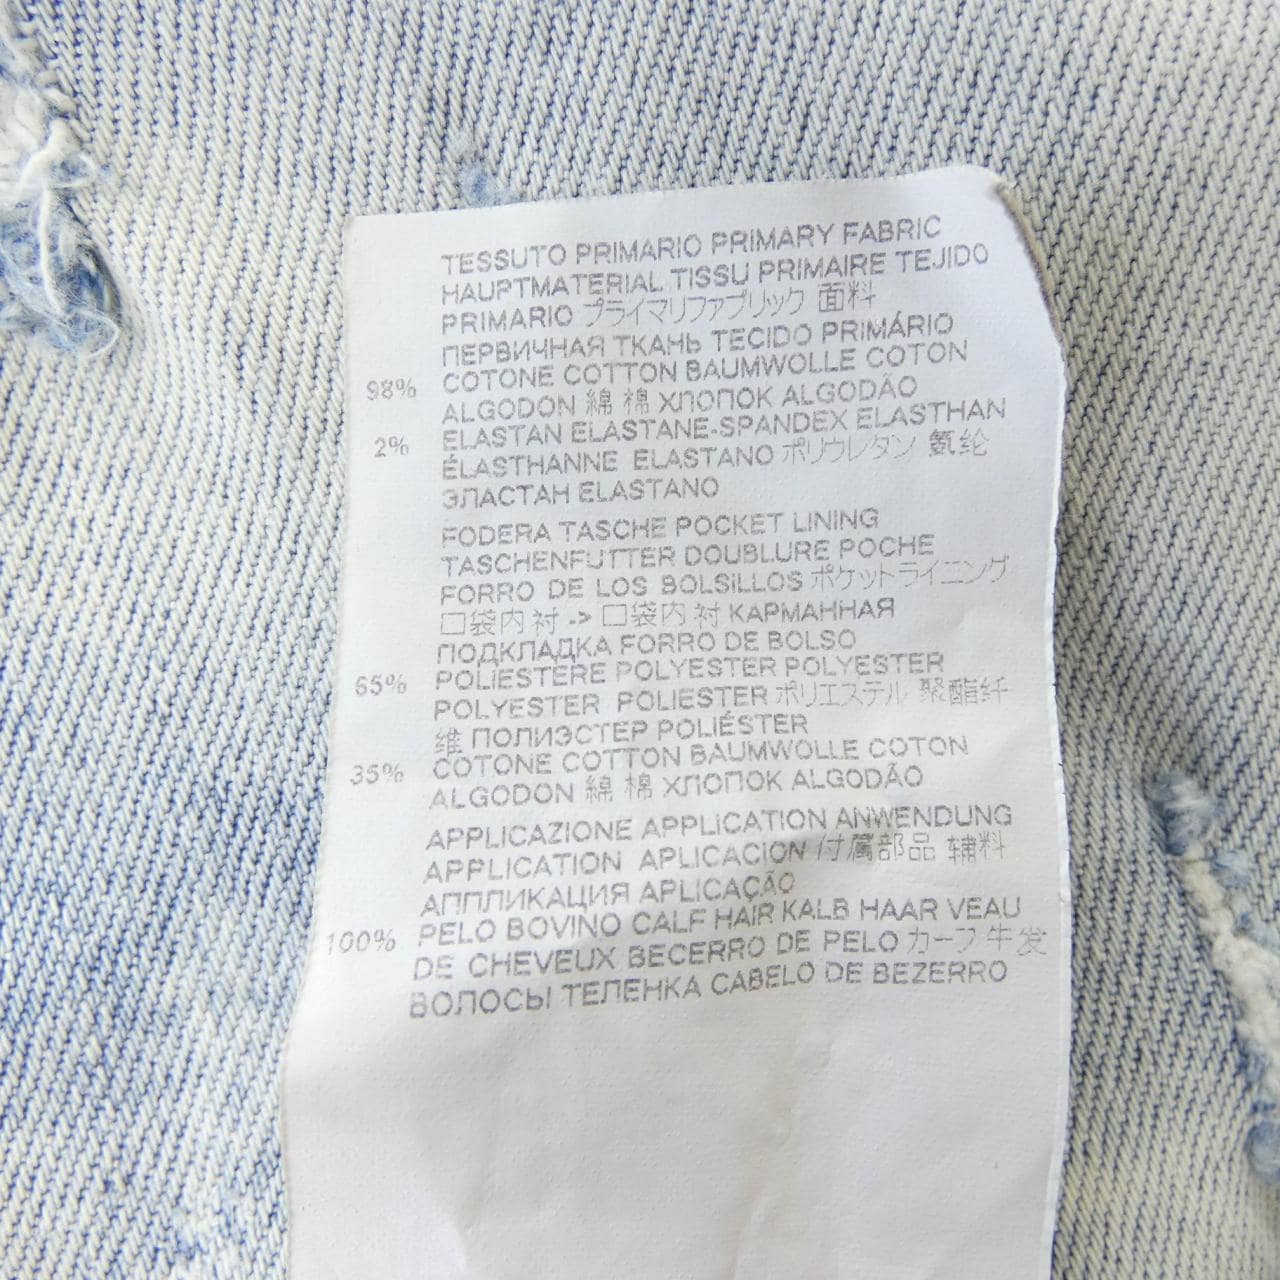 TESSUTO PRIMARIO PRIMARY FABRIC
HAUPTMATERIAL TISSU PRIMAIRE TEJIDO
PRIMARIO プライマリファブリック 面料
ПЕРВИЧНАЯ ТКАНЬ TECIDO PRIMÁRIO
98% COTONE COTTON BAUMWOLLE COTON
ALGODON 綿 棉 ХЛОПОК ALGODÃO
2% ELASTAN ELASTANE-SPANDEX ELASTHAN
ÉLASTHANNE ELASTANO ポリウレタン 氨纶
ЭЛАСТАН ELASTANO
FODERA TASCHE POCKET LINING
TASCHENFUTTER DOUBLURE POCHE
FORRO DE LOS BOLSILLOS ポケットライニング
口袋内衬 -> 口袋内衬 КАРМАННАЯ
ПОДКЛАДКА FORRO DE BOLSO
65% POLIESTERE POLYESTER POLYESTER
POLYESTER POLIESTER ポリエステル 聚酯纤
维 ПОЛИЭСТЕР POLIÉSTER
35% COTONE COTTON BAUMWOLLE COTON
ALGODON 綿 棉 ХЛОПОК ALGODÃO
APPLICAZIONE APPLICATION ANWENDUNG
APPLICATION APLICACION 付属部品 辅料
АППЛИКАЦИЯ APLICAÇÃO
100% PELO BOVINO CALF HAIR KALB HAAR VEAU
DE CHEVEUX BECERRO DE PELO カーフ 牛发
ВОЛОСЫ ТЕЛЕНКА CABELO DE BEZERRO